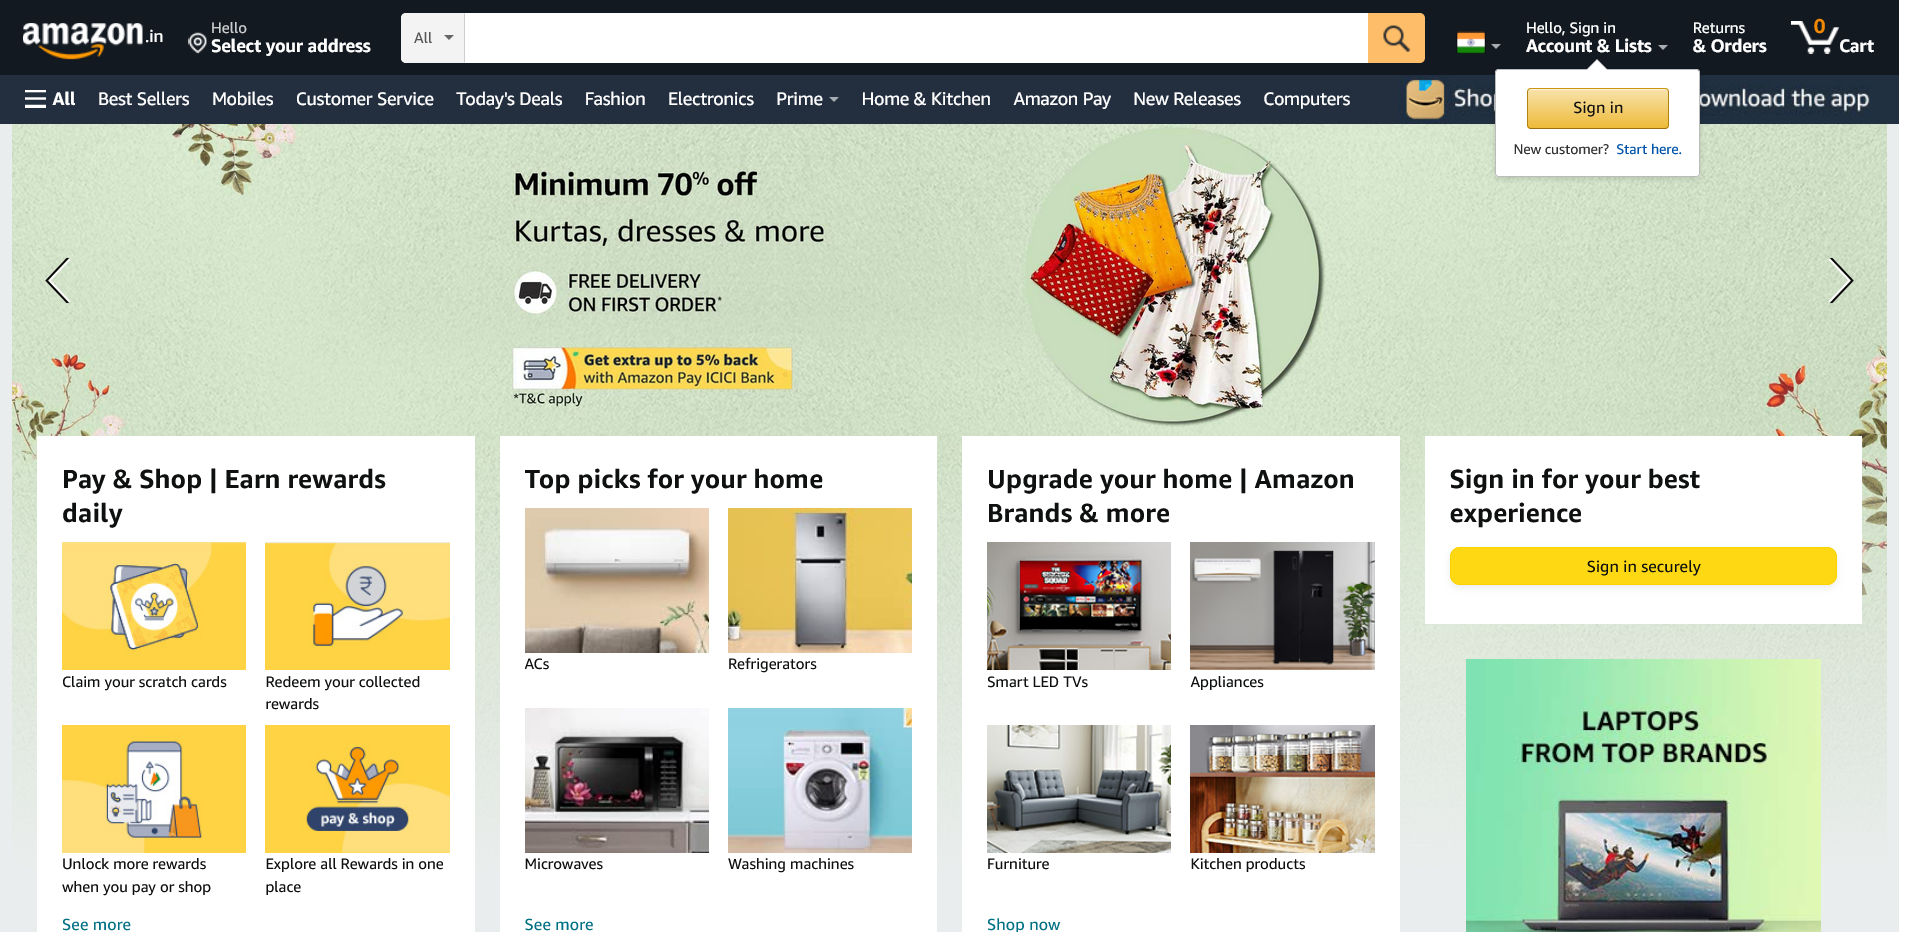 amazon.in
Hello
Select your address
All
Hello, Sign in
Account & Lists
Returns
& Orders
0
Cart
All
Best Sellers
Mobiles
Customer Service
Today's Deals
Fashion
Electronics
Prime
Home & Kitchen
Amazon Pay
New Releases
Computers
ownload the app
Sign in
New customer? Start here.
Minimum 70% off
Kurtas, dresses & more
FREE DELIVERY
ON FIRST ORDER*
Get extra up to 5% back
with Amazon Pay ICICI Bank
*T&C apply
Pay & Shop | Earn rewards
daily
Claim your scratch cards
Redeem your collected
rewards
pay & shop
Unlock more rewards
when you pay or shop
Explore all Rewards in one
place
See more
Top picks for your home
ACs
Refrigerators
Microwaves
Washing machines
See more
Upgrade your home | Amazon
Brands & more
Smart LED TVs
Appliances
Furniture
Kitchen products
Shop now
Sign in for your best
experience
Sign in securely
LAPTOPS
FROM TOP BRANDS